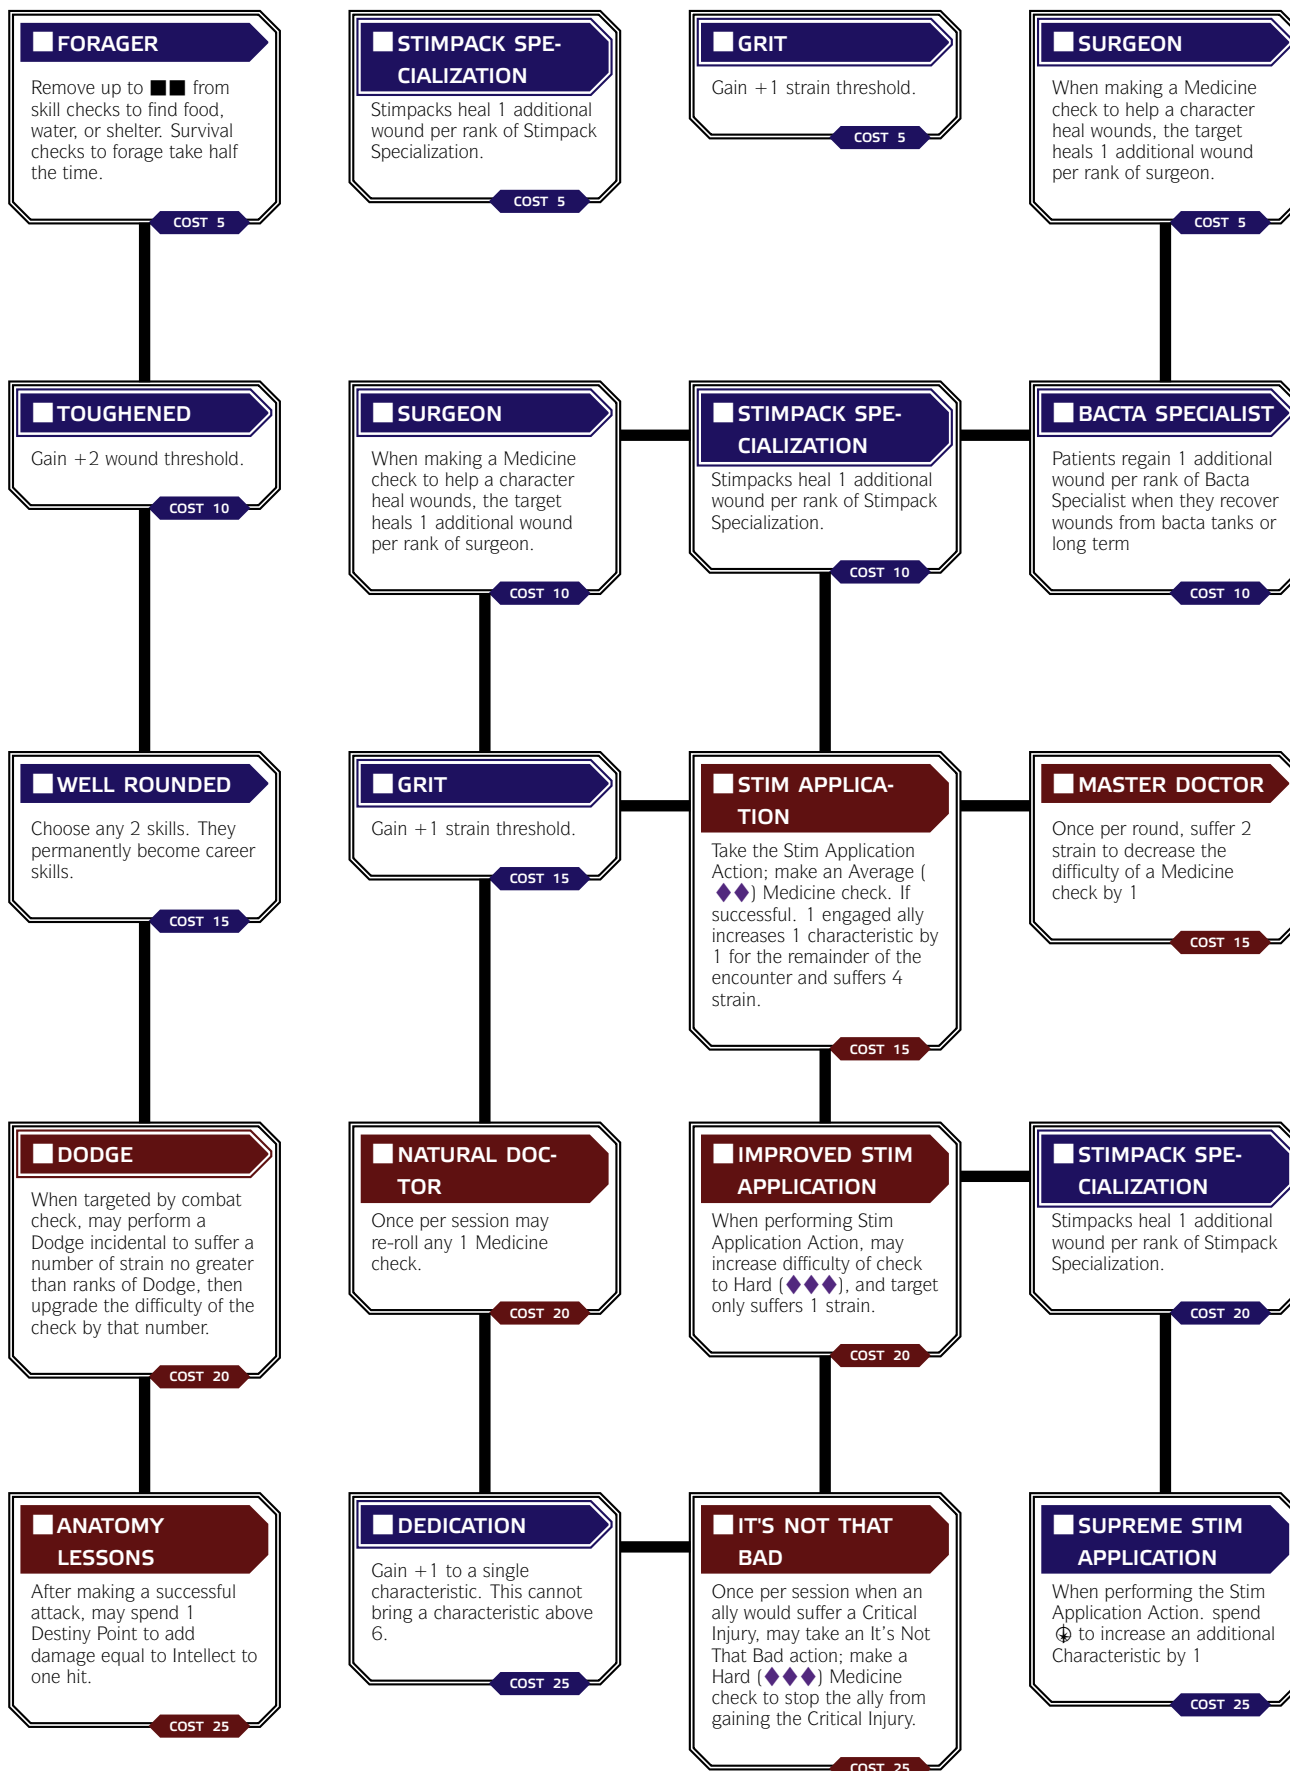 FORAGER
Remove up to ■■ from
skill checks to find food,
water, or shelter. Survival
checks to forage take half
the time.
COST 5
STIMPACK SPE-
CIALIZATION
Stimpacks heal 1 additional
wound per rank of Stimpack
Specialization.
COST 5
GRIT
Gain +1 strain threshold.
COST 5
SURGEON
When making a Medicine
check to help a character
heal wounds, the target
heals 1 additional wound
per rank of surgeon.
COST 5
TOUGHENED
Gain +2 wound threshold.
COST 10
SURGEON
When making a Medicine
check to help a character
heal wounds, the target
heals 1 additional wound
per rank of surgeon.
COST 10
STIMPACK SPE-
CIALIZATION
Stimpacks heal 1 additional
wound per rank of Stimpack
Specialization.
COST 10
BACTA SPECIALIST
Patients regain 1 additional
wound per rank of Bacta
Specialist when they recover
wounds from bacta tanks or
long term
COST 10
WELL ROUNDED
Choose any 2 skills. They
permanently become career
skills.
COST 15
GRIT
Gain +1 strain threshold.
COST 15
STIM APPLICA-
TION
Take the Stim Application
Action; make an Average (
◆◆) Medicine check. If
successful. 1 engaged ally
increases 1 characteristic by
1 for the remainder of the
encounter and suffers 4
strain.
COST 15
MASTER DOCTOR
Once per round, suffer 2
strain to decrease the
difficulty of a Medicine
check by 1
COST 15
DODGE
When targeted by combat
check, may perform a
Dodge incidental to suffer a
number of strain no greater
than ranks of Dodge, then
upgrade the difficulty of the
check by that number.
COST 20
NATURAL DOC-
TOR
Once per session may
re-roll any 1 Medicine
check.
COST 20
IMPROVED STIM
APPLICATION
When performing Stim
Application Action, may
increase difficulty of check
to Hard (◆◆◆), and target
only suffers 1 strain.
COST 20
STIMPACK SPE-
CIALIZATION
Stimpacks heal 1 additional
wound per rank of Stimpack
Specialization.
COST 20
ANATOMY
LESSONS
After making a successful
attack, may spend 1
Destiny Point to add
damage equal to Intellect to
one hit.
COST 25
DEDICATION
Gain +1 to a single
characteristic. This cannot
bring a characteristic above
6.
COST 25
IT'S NOT THAT
BAD
Once per session when an
ally would suffer a Critical
Injury, may take an It's Not
That Bad action; make a
Hard (◆◆◆) Medicine
check to stop the ally from
gaining the Critical Injury.
COST 25
SUPREME STIM
APPLICATION
When performing the Stim
Application Action. spend
to increase an additional
Characteristic by 1
COST 25